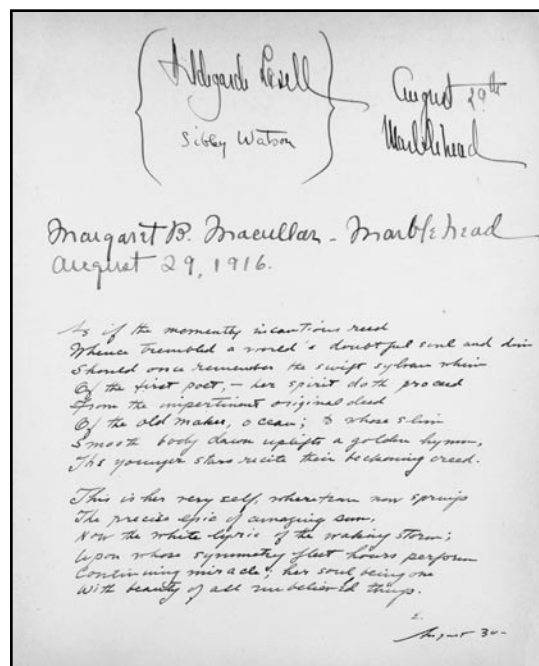 Hildegarde Lasell
Sibley Watson
August 29th
Marblehead
Margaret B. Macullar - Marblehead
August 29, 1916.
As if the momently incautious reed
Whence trembled a world's doubtful soul and dim
Should once remember the swift sylvan whim
Of the first poet, – her spirit doth proceed
From the impertinent original deed
Of the old maker, ocean; to whose slim
Smooth body dawn uplifts a golden hymn,
The younger stars recite their beckoning creed.
This is her very self, wherefrom now springs
The precise epic of amazing sun,
Now the white lyric of the waking storm;
Upon whose symmetry fleet hours perform
Continuing miracle; her soul being one
With beauty of all unbelieved things.
E.
August 30-